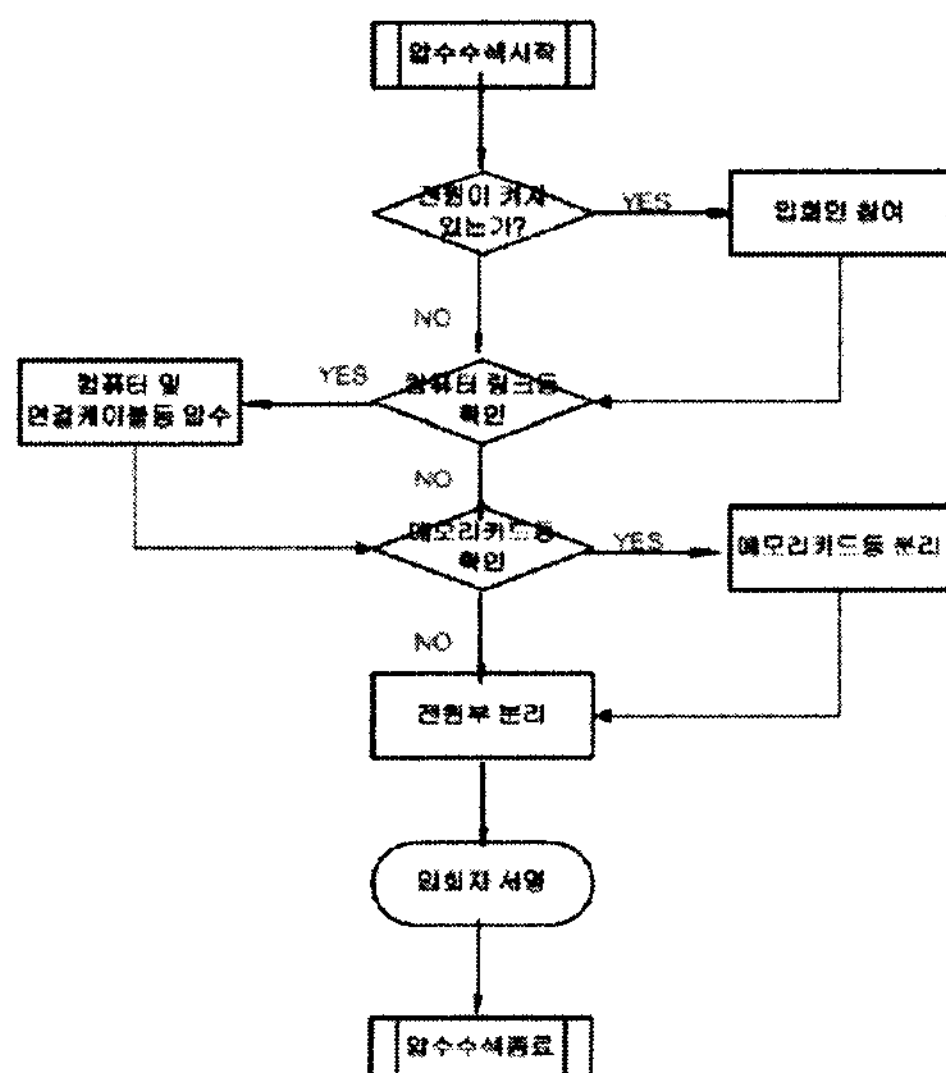 압수수색시작
전원이 켜져
있는가?
YES
입회인 참여
NO
컴퓨터 링크등
확인
YES
컴퓨터 및
연결케이블등 압수
NO
메모리카드등
확인
YES
메모리카드등 분리
NO
전원부 분리
입회자 서명
압수수색종료